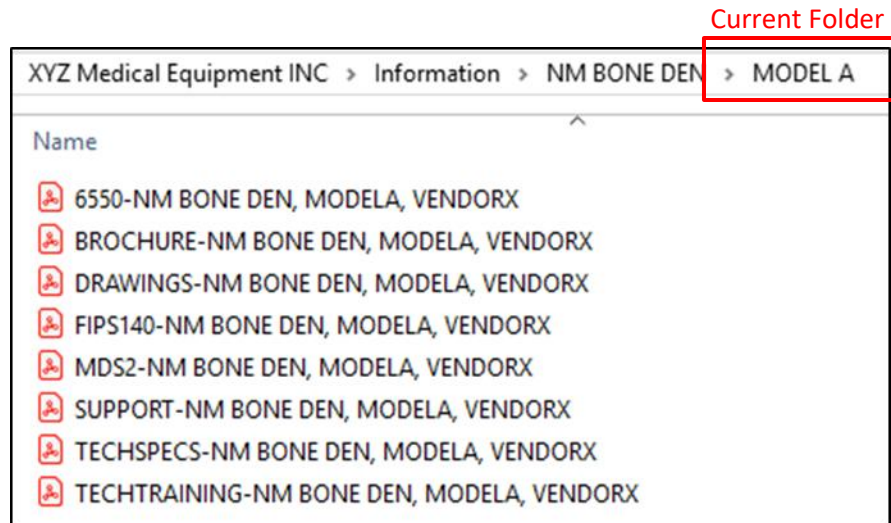 Current Folder
XYZ Medical Equipment INC > Information > NM BONE DEN > MODEL A
Name
6550-NM BONE DEN, MODELA, VENDORX
BROCHURE-NM BONE DEN, MODELA, VENDORX
DRAWINGS-NM BONE DEN, MODELA, VENDORX
FIPS140-NM BONE DEN, MODELA, VENDORX
MDS2-NM BONE DEN, MODELA, VENDORX
SUPPORT-NM BONE DEN, MODELA, VENDORX
TECHSPECS-NM BONE DEN, MODELA, VENDORX
TECHTRAINING-NM BONE DEN, MODELA, VENDORX